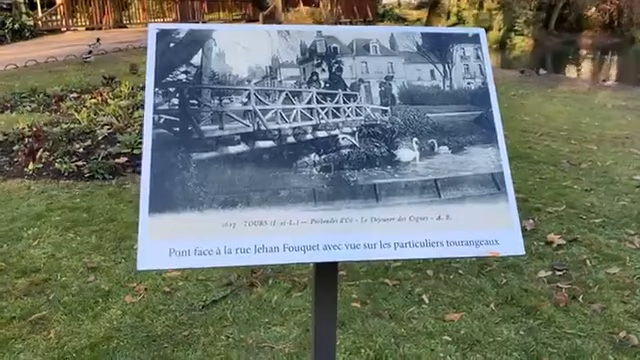 1627. TOURS (I.-et-L.) — Prébendes d'Oé - Le Déjeuner des Cygnes - A. B.
Pont face à la rue Jehan Fouquet avec vue sur les particuliers tourangeaux